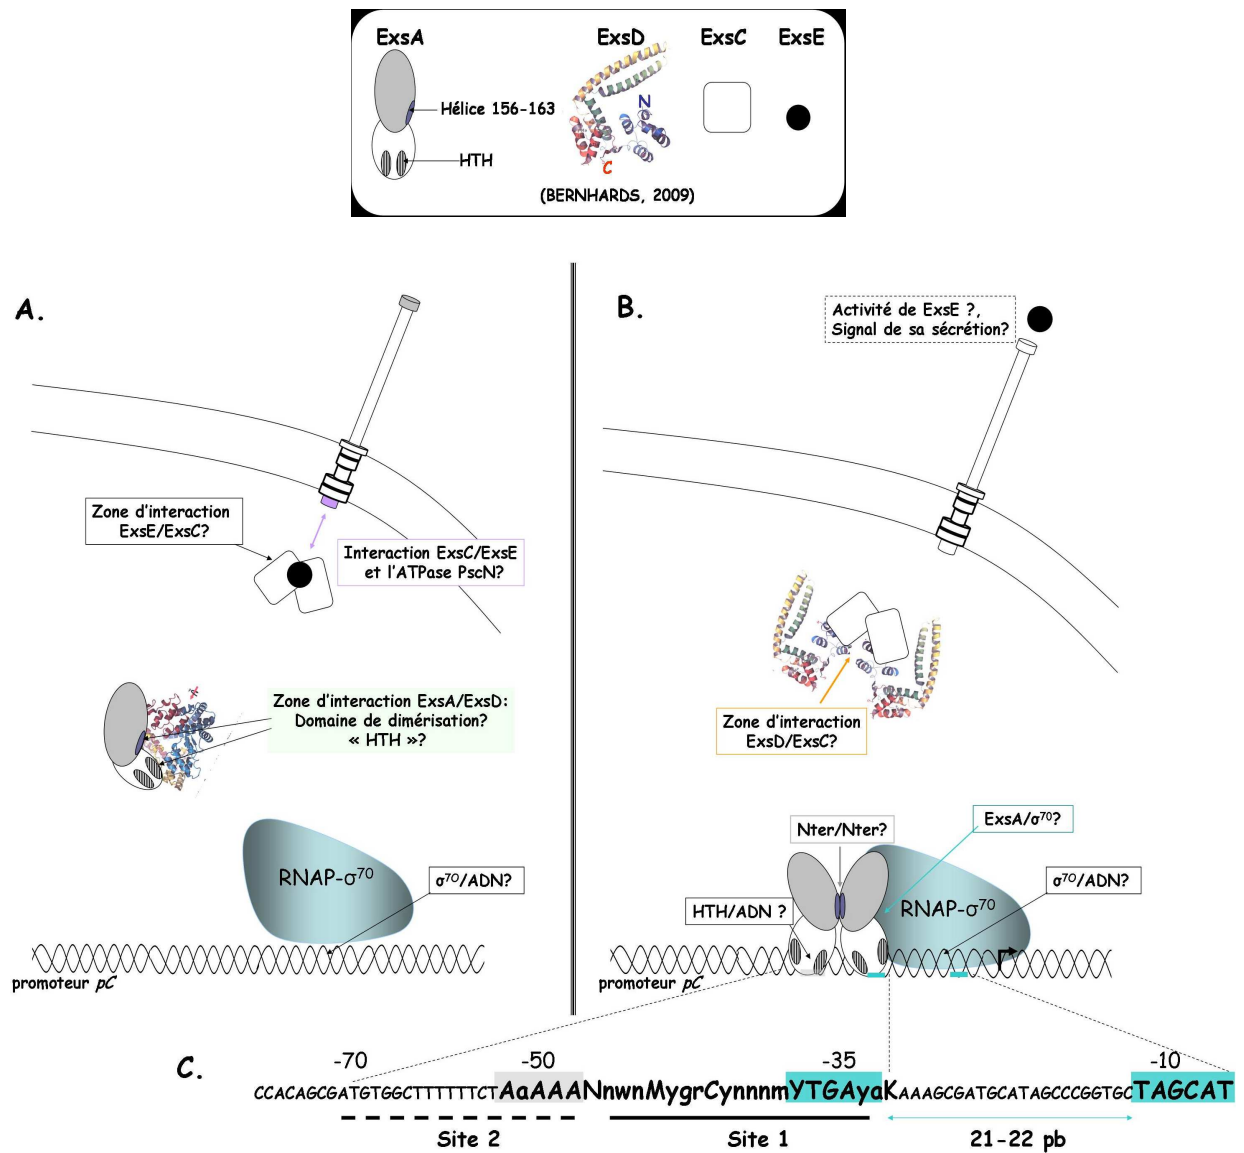 ExsA ExsD ExsC ExsE
Hélice 156-163
N
HTH
C
(BERNHARDS, 2009)
A.
Zone d'interaction
ExsE/ExsC?
Interaction ExsC/ExsE
et l'ATPase PscN?
Zone d'interaction ExsA/ExsD:
Domaine de dimérisation?
« HTH »?
RNAP-σ⁷⁰
σ⁷⁰/ADN?
promoteur pC
B.
Activité de ExsE ?,
Signal de sa sécrétion?
Zone d'interaction
ExsD/ExsC?
Nter/Nter?
ExsA/σ⁷⁰?
HTH/ADN ?
RNAP-σ⁷⁰
σ⁷⁰/ADN?
promoteur pC
C.
-70 -50 -35 -10
CCACAGCGATGTGGCTTTTTTCTAaAAANnwnMygrCynnnmYTGAyaKAAAGCGATGCATAGCCCGGTGCTAGCAT
Site 2 Site 1 21-22 pb